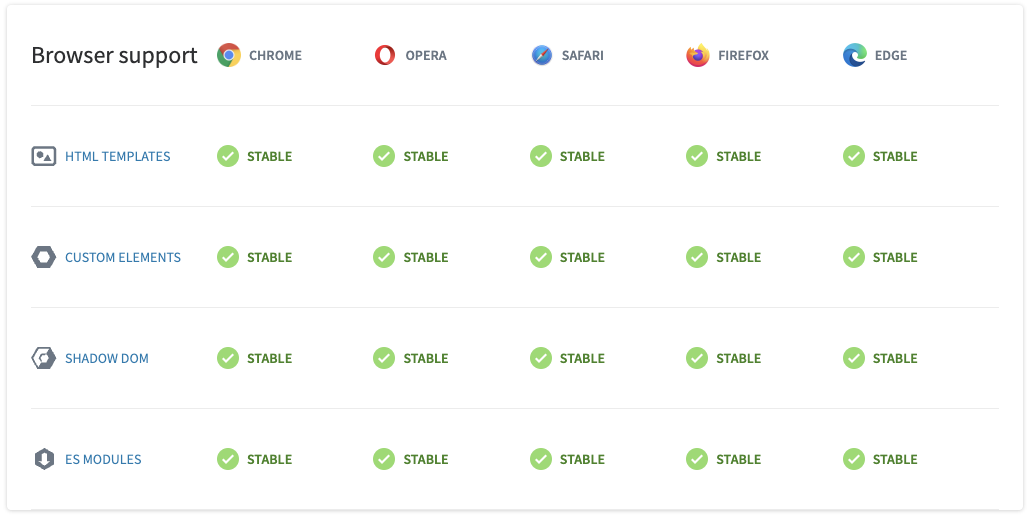 Browser support CHROME OPERA SAFARI FIREFOX EDGE
HTML TEMPLATES STABLE STABLE STABLE STABLE STABLE
CUSTOM ELEMENTS STABLE STABLE STABLE STABLE STABLE
SHADOW DOM STABLE STABLE STABLE STABLE STABLE
ES MODULES STABLE STABLE STABLE STABLE STABLE